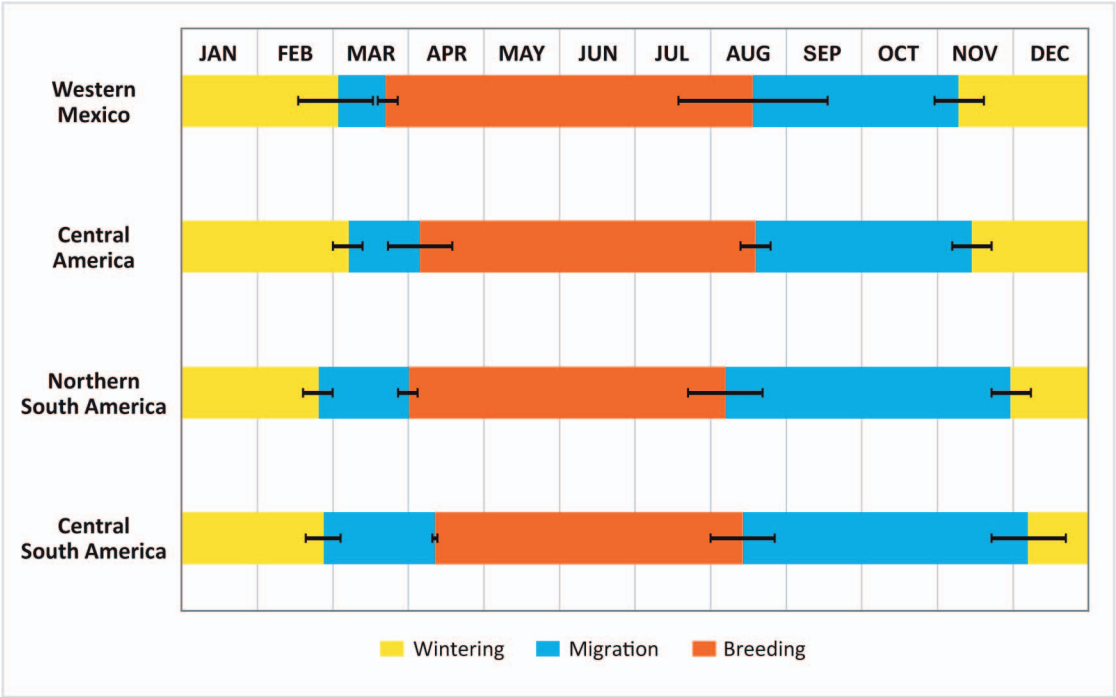 JAN FEB MAR APR MAY JUN JUL AUG SEP OCT NOV DEC
Western
Mexico
Central
America
Northern
South America
Central
South America
Wintering Migration Breeding